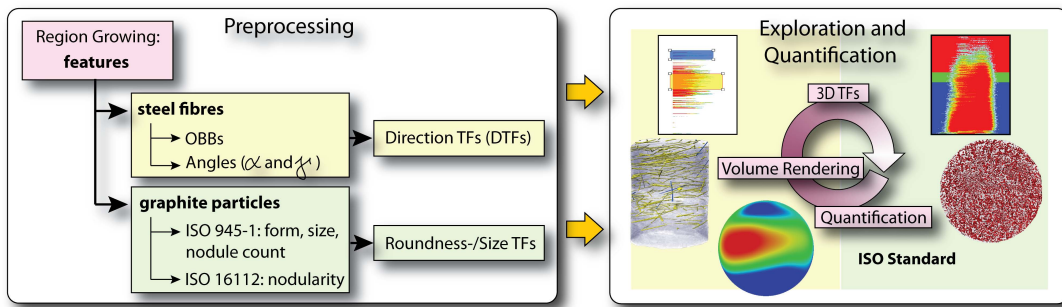 Preprocessing
Region Growing:
features
steel fibres
OBBs
Angles (α and γ)
Direction TFs (DTFs)
graphite particles
ISO 945-1: form, size,
nodule count
ISO 16112: nodularity
Roundness-/Size TFs
Exploration and
Quantification
3D TFs
Volume Rendering
Quantification
ISO Standard